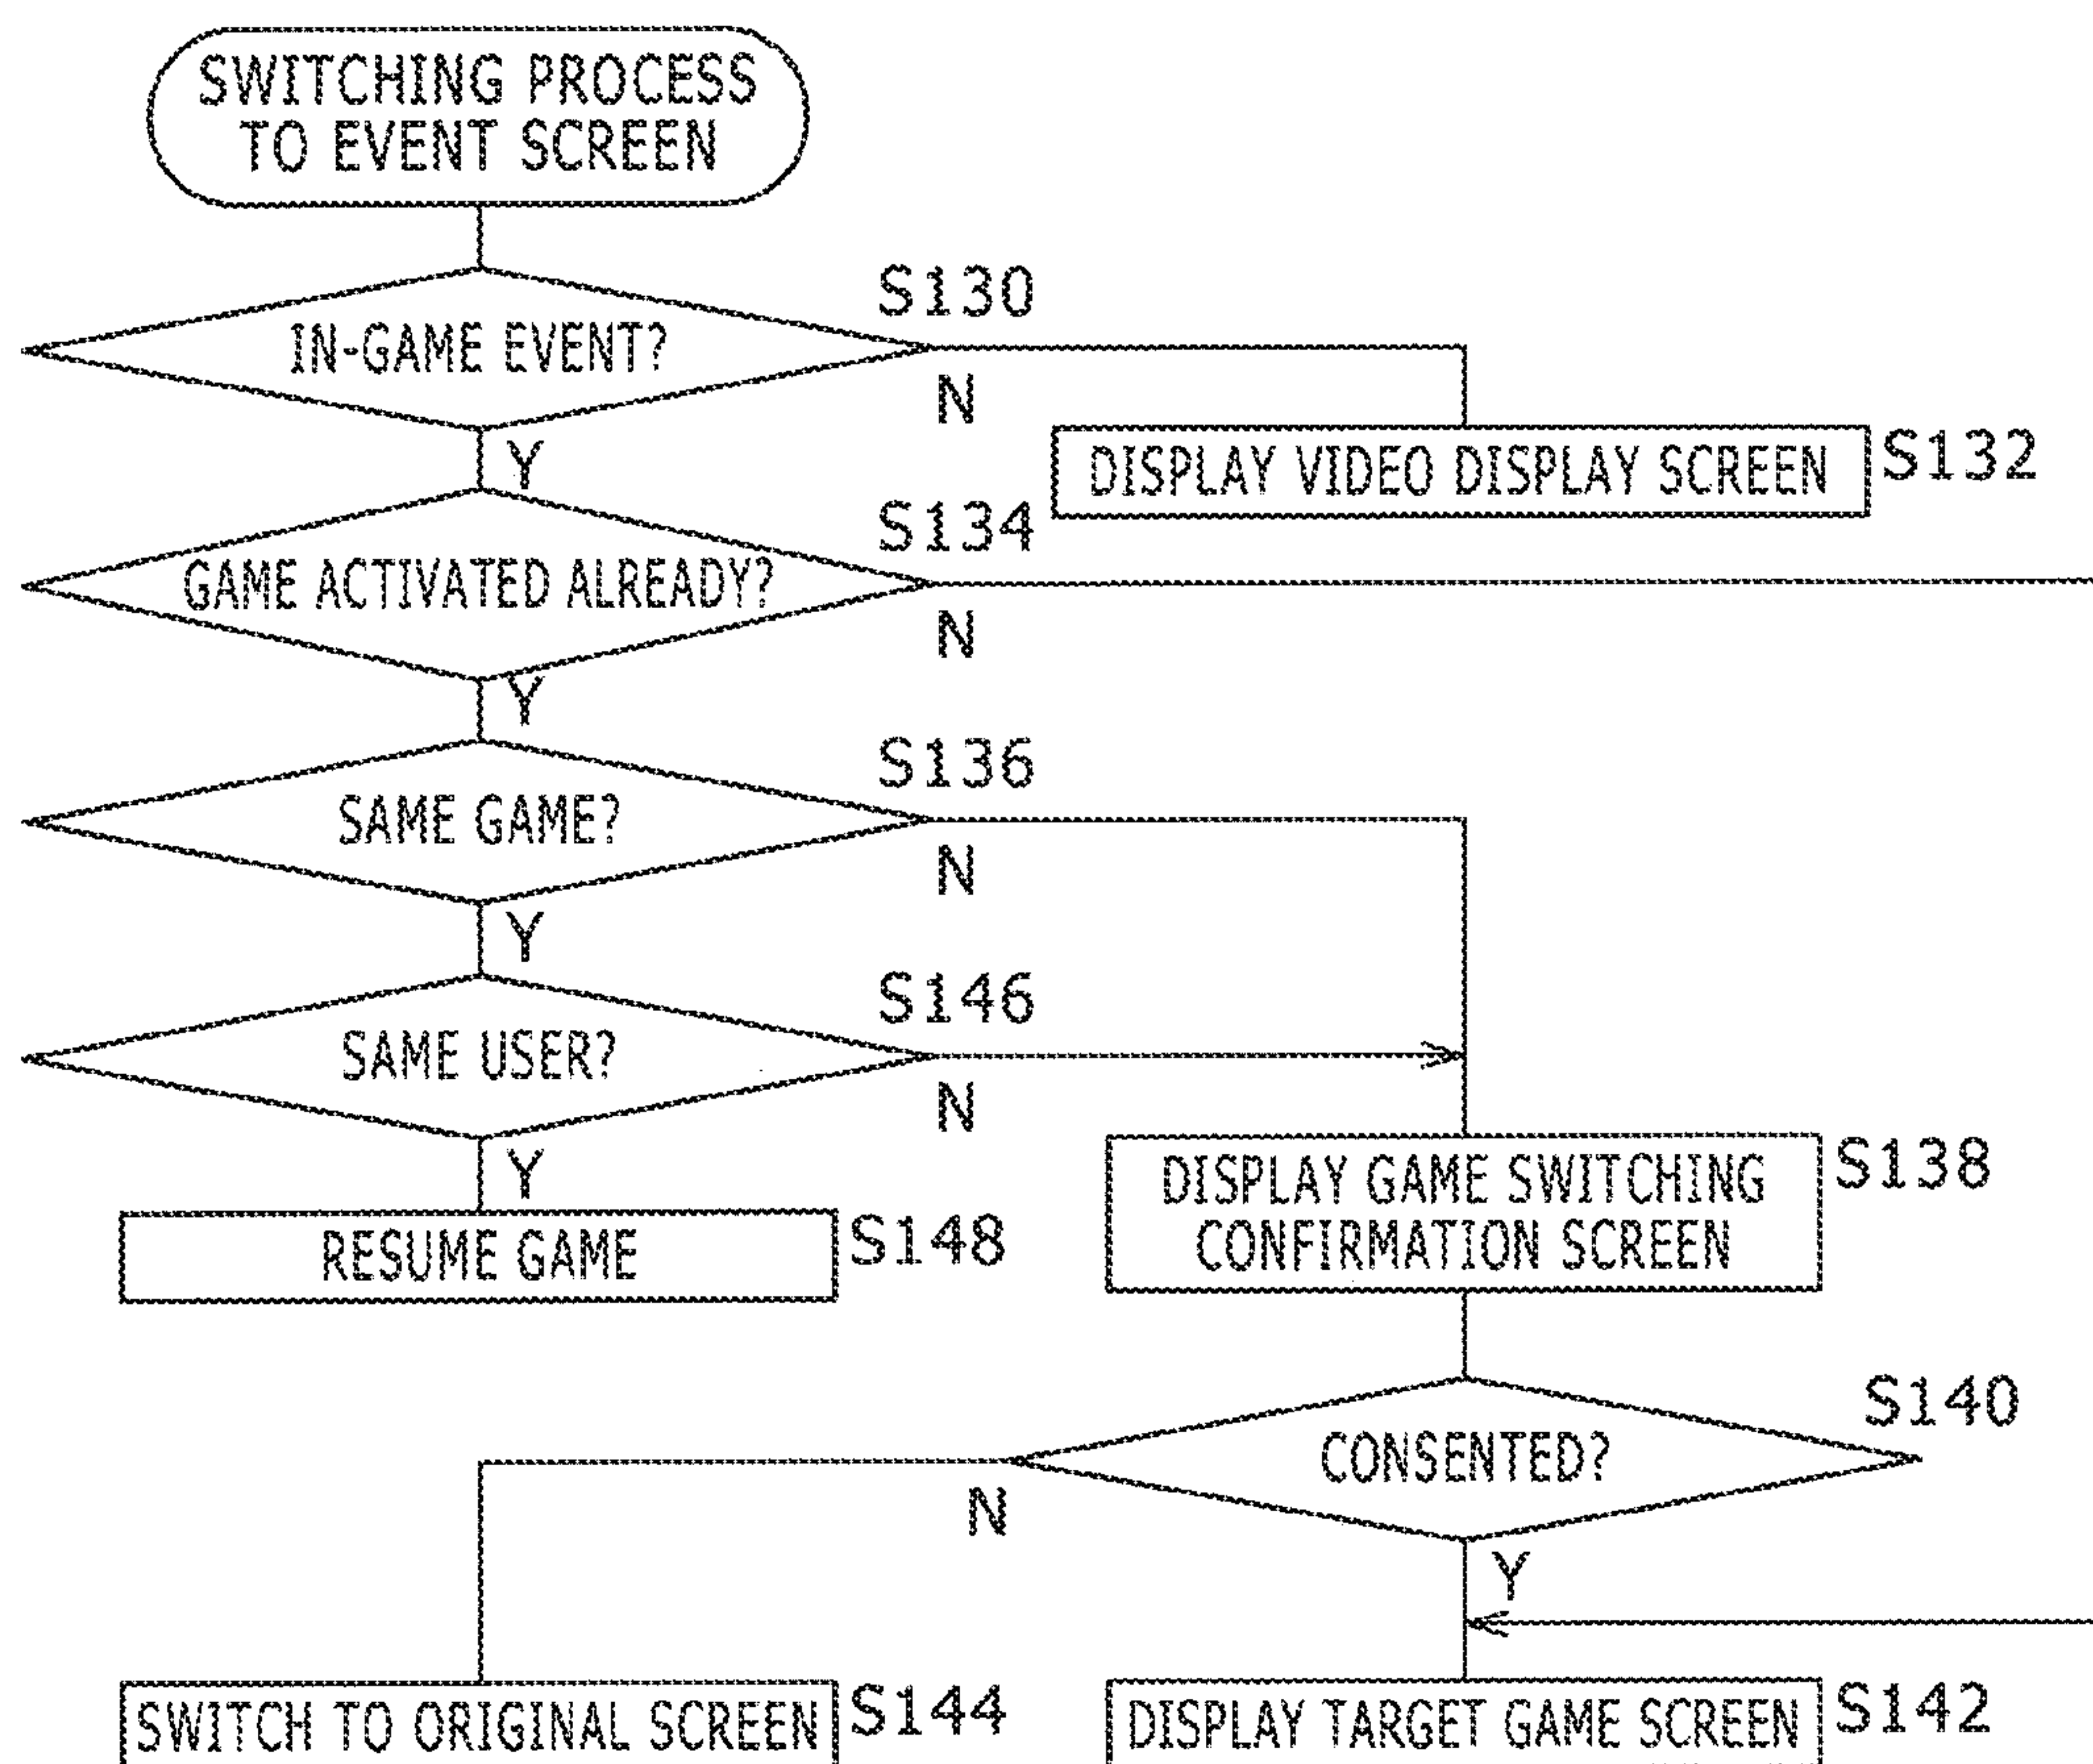 SWITCHING PROCESS
TO EVENT SCREEN
S130
IN-GAME EVENT?
N
Y
DISPLAY VIDEO DISPLAY SCREEN
S132
S134
GAME ACTIVATED ALREADY?
N
Y
S136
SAME GAME?
N
Y
S146
SAME USER?
N
Y
DISPLAY GAME SWITCHING
CONFIRMATION SCREEN
S138
RESUME GAME
S148
S140
CONSENTED?
N
Y
SWITCH TO ORIGINAL SCREEN
S144
DISPLAY TARGET GAME SCREEN
S142